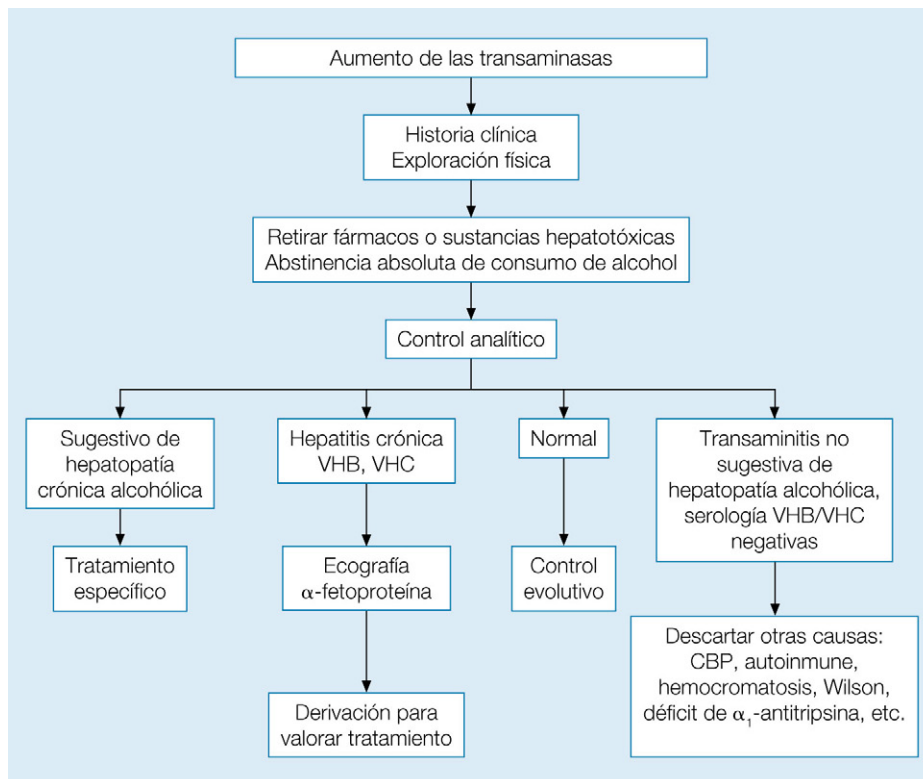 Aumento de las transaminasas
Historia clínica
Exploración física
Retirar fármacos o sustancias hepatotóxicas
Abstinencia absoluta de consumo de alcohol
Control analítico
Sugestivo de
hepatopatía
crónica alcohólica
Tratamiento
específico
Hepatitis crónica
VHB, VHC
Ecografía
α-fetoproteína
Derivación para
valorar tratamiento
Normal
Control
evolutivo
Transaminitis no
sugestiva de
hepatopatía alcohólica,
serología VHB/VHC
negativas
Descartar otras causas:
CBP, autoinmune,
hemocromatosis, Wilson,
déficit de α₁-antitripsina, etc.